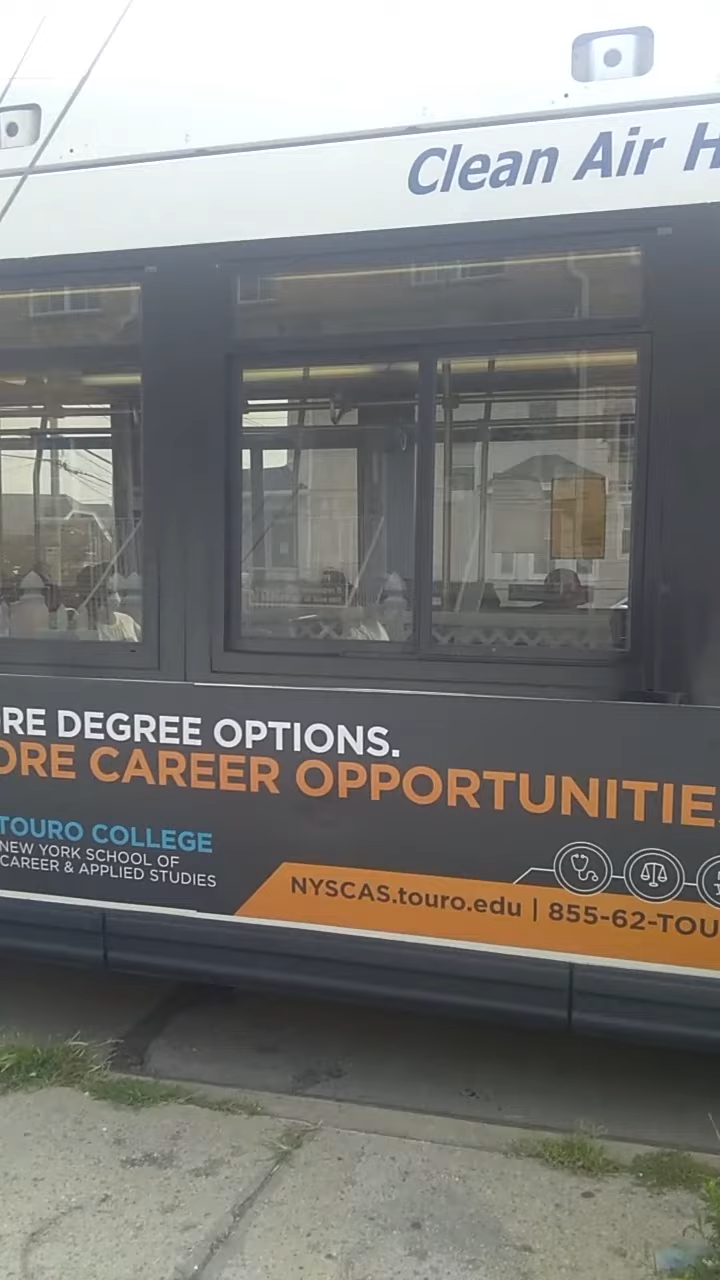 Clean Air H
ORE DEGREE OPTIONS.
ORE CAREER OPPORTUNITIE
TOURO COLLEGE
NEW YORK SCHOOL OF
CAREER & APPLIED STUDIES
NYSCAS.touro.edu | 855-62-TOU